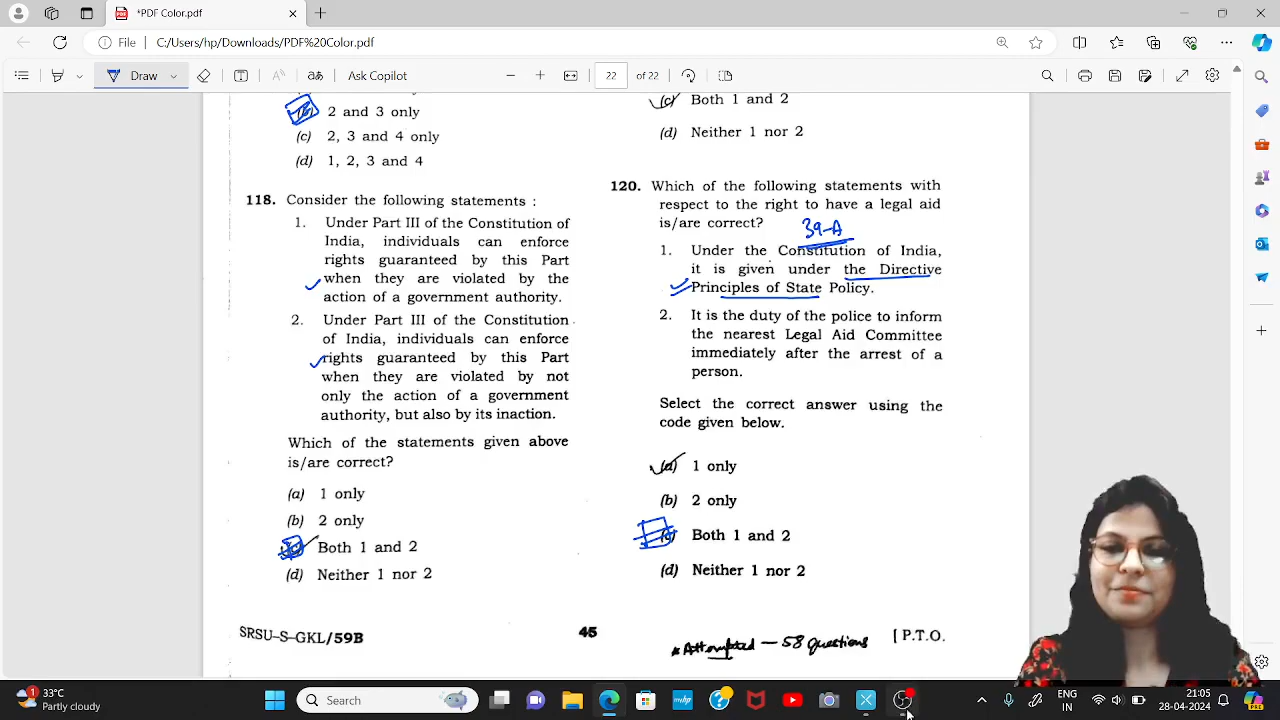 *PDF Color.pdf
File
C:/Users/hp/Downloads/PDF%20Color.pdf
Draw
Ask Copilot
22
of 22
2 and 3 only
(c) 2, 3 and 4 only
(d) 1, 2, 3 and 4
118. Consider the following statements :
1. Under Part III of the Constitution of
India, individuals can enforce
rights guaranteed by this Part
when they are violated by the
action of a government authority.
2. Under Part III of the Constitution
of India, individuals can enforce
rights guaranteed by this Part
when they are violated by not
only the action of a government
authority, but also by its inaction.
Which of the statements given above
is/are correct?
(a) 1 only
(b) 2 only
Both 1 and 2
(d) Neither 1 nor 2
SRSU-S-GKL/59B
45
(c) Both 1 and 2
(d) Neither 1 nor 2
120. Which of the following statements with
respect to the right to have a legal aid
is/are correct?
39-A
1. Under the Constitution of India,
it is given under the Directive
Principles of State Policy.
2. It is the duty of the police to inform
the nearest Legal Aid Committee
immediately after the arrest of a
person.
Select the correct answer using the
code given below.
(a) 1 only
(b) 2 only
Both 1 and 2
(d) Neither 1 nor 2
* Attempted — 58 Questions
[ P.T.O.
33°C
Partly cloudy
Search
ENG
IN
21:35
28-04-2025